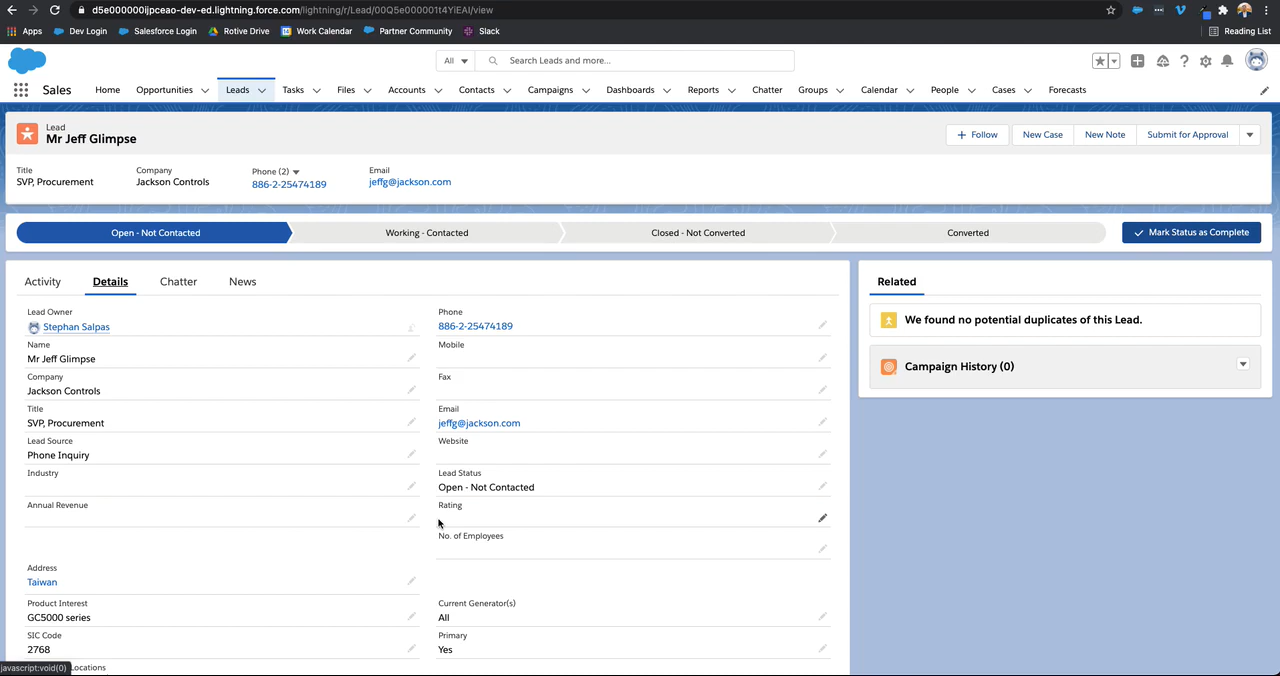 d5e000000ijpceao-dev-ed.lightning.force.com/lightning/r/Lead/00Q5e000001t4YiEAI/view
Apps Dev Login Salesforce Login Rotive Drive Work Calendar Partner Community Slack Reading List
All Search Leads and more...
Sales Home Opportunities Leads Tasks Files Accounts Contacts Campaigns Dashboards Reports Chatter Groups Calendar People Cases Forecasts
Lead
Mr Jeff Glimpse
+ Follow New Case New Note Submit for Approval
Title Company Phone (2) Email
SVP, Procurement Jackson Controls 886-2-25474189 jeffg@jackson.com
Open - Not Contacted Working - Contacted Closed - Not Converted Converted Mark Status as Complete
Activity Details Chatter News
Related
Lead Owner Phone
Stephan Salpas 886-2-25474189
We found no potential duplicates of this Lead.
Name Mobile
Mr Jeff Glimpse
Campaign History (0)
Company Fax
Jackson Controls
Title Email
SVP, Procurement jeffg@jackson.com
Lead Source Website
Phone Inquiry
Industry Lead Status
Open - Not Contacted
Annual Revenue Rating
No. of Employees
Address
Taiwan
Product Interest Current Generator(s)
GC5000 series All
SIC Code Primary
2768 Yes
javascript:void(0) Locations